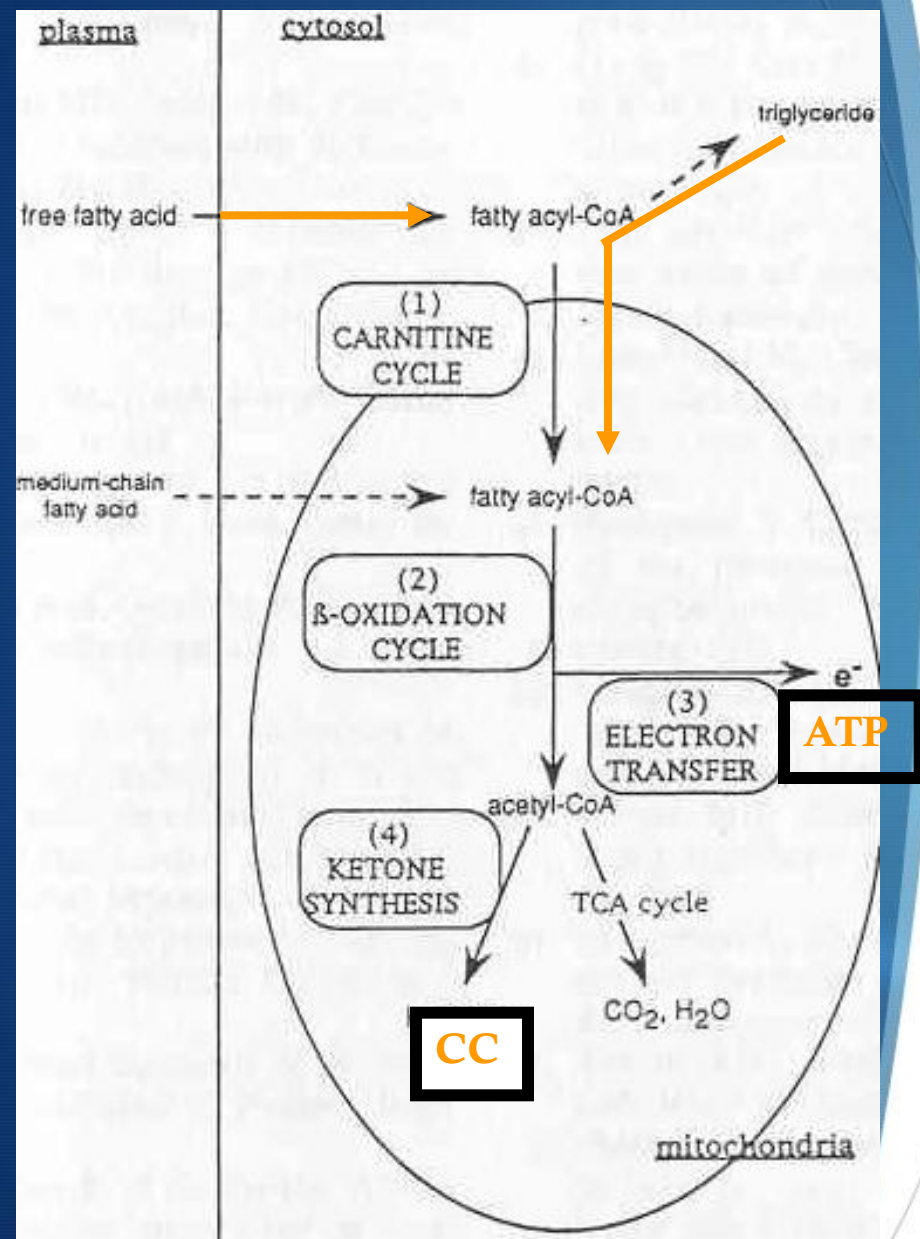 plasma
cytosol
triglyceride
free fatty acid
fatty acyl-CoA
(1)
CARNITINE
CYCLE
medium-chain
fatty acid
fatty acyl-CoA
(2)
ß-OXIDATION
CYCLE
e-
(3)
ELECTRON
TRANSFER
ATP
acetyl-CoA
(4)
KETONE
SYNTHESIS
TCA cycle
CC
CO₂, H₂O
mitochondria